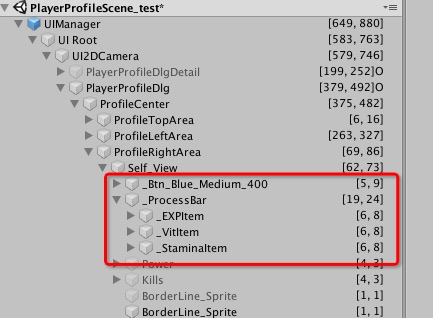 PlayerProfileScene_test*
UIManager [649, 880]
UI Root [583, 763]
UI2DCamera [579, 746]
PlayerProfileDlgDetail [199, 252]O
PlayerProfileDlg [379, 492]O
ProfileCenter [375, 482]
ProfileTopArea [6, 16]
ProfileLeftArea [263, 327]
ProfileRightArea [69, 86]
Self_View [62, 73]
_Btn_Blue_Medium_400 [5, 9]
_ProcessBar [19, 24]
_EXPItem [6, 8]
_VitItem [6, 8]
_StaminaItem [6, 8]
Power [4, 3]
Kills [4, 3]
BorderLine_Sprite [1, 1]
BorderLine_Sprite [1, 1]